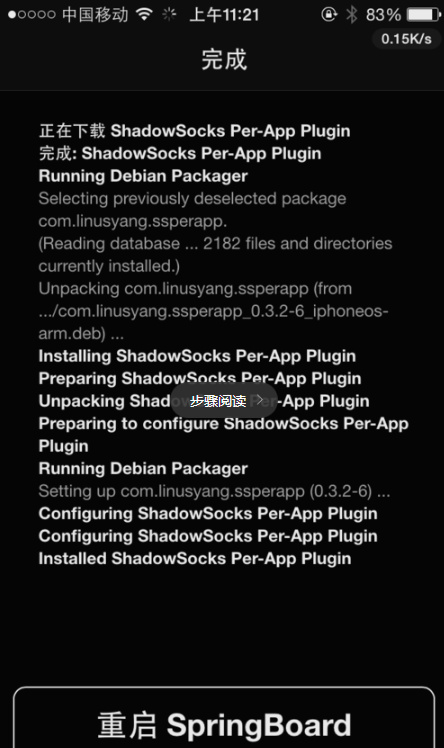 中国移动 上午11:21 83%
0.15K/s
完成
正在下载 ShadowSocks Per-App Plugin
完成: ShadowSocks Per-App Plugin
Running Debian Packager
Selecting previously deselected package
com.linusyang.ssperapp.
(Reading database ... 2182 files and directories
currently installed.)
Unpacking com.linusyang.ssperapp (from
.../com.linusyang.ssperapp_0.3.2-6_iphoneos-
arm.deb) ...
Installing ShadowSocks Per-App Plugin
Preparing ShadowSocks Per-App Plugin
Unpacking Shad -App Plugin
步骤阅读 >
Preparing to configure ShadowSocks Per-App
Plugin
Running Debian Packager
Setting up com.linusyang.ssperapp (0.3.2-6) ...
Configuring ShadowSocks Per-App Plugin
Configuring ShadowSocks Per-App Plugin
Installed ShadowSocks Per-App Plugin
重启 SpringBoard